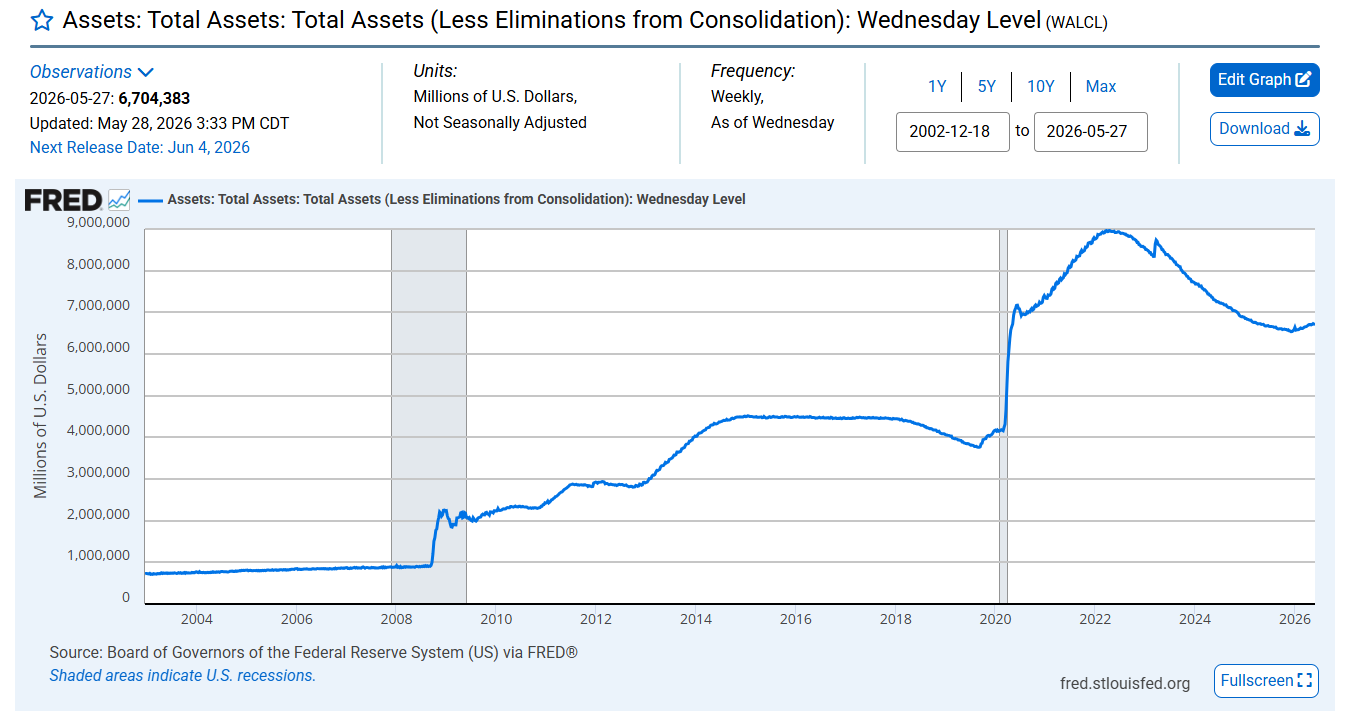 Assets: Total Assets: Total Assets (Less Eliminations from Consolidation): Wednesday Level (WALCL)
Observations
2026-05-27: 6,704,383
Updated: May 28, 2026 3:33 PM CDT
Next Release Date: Jun 4, 2026
Units:
Millions of U.S. Dollars,
Not Seasonally Adjusted
Frequency:
Weekly,
As of Wednesday
1Y
5Y
10Y
Max
2002-12-18 to 2026-05-27
Edit Graph
Download
FRED
Assets: Total Assets: Total Assets (Less Eliminations from Consolidation): Wednesday Level
Millions of U.S. Dollars
9,000,000
8,000,000
7,000,000
6,000,000
5,000,000
4,000,000
3,000,000
2,000,000
1,000,000
0
2004 2006 2008 2010 2012 2014 2016 2018 2020 2022 2024 2026
Source: Board of Governors of the Federal Reserve System (US) via FRED®
Shaded areas indicate U.S. recessions.
fred.stlouisfed.org
Fullscreen